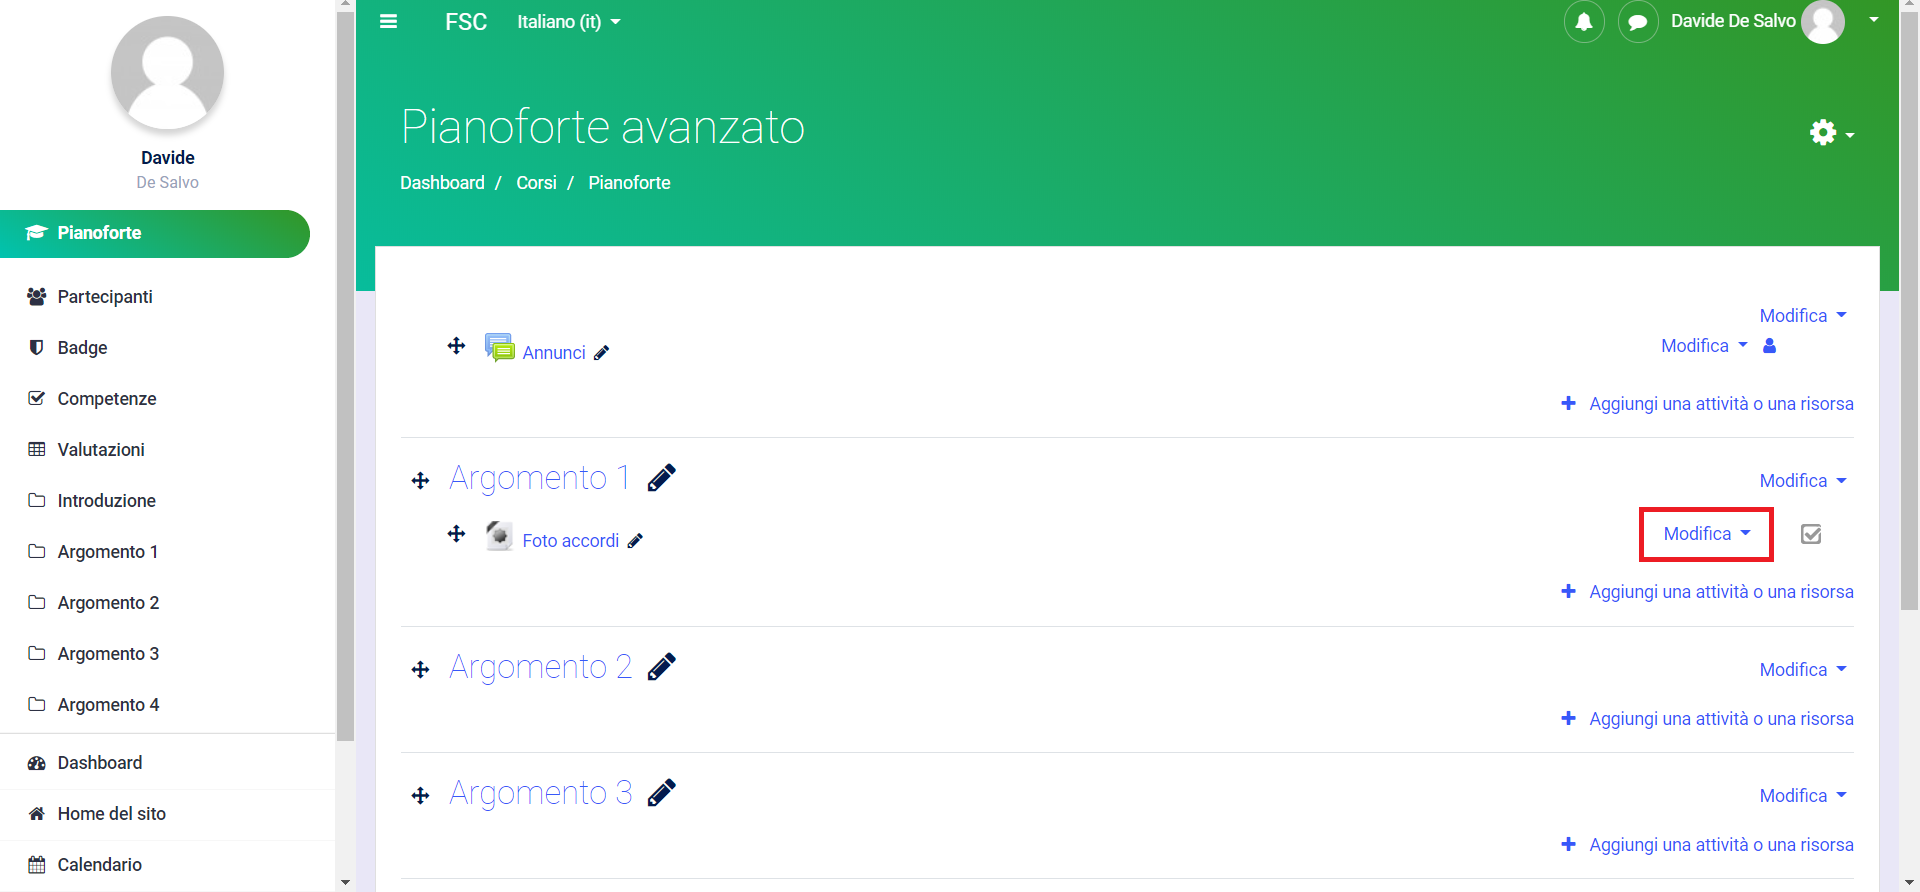 FSC Italiano (it) Davide De Salvo
Davide
De Salvo
Pianoforte
Partecipanti
Badge
Competenze
Valutazioni
Introduzione
Argomento 1
Argomento 2
Argomento 3
Argomento 4
Dashboard
Home del sito
Calendario
Pianoforte avanzato
Dashboard / Corsi / Pianoforte
Modifica
Annunci Modifica
Aggiungi una attività o una risorsa
Argomento 1 Modifica
Foto accordi Modifica
Aggiungi una attività o una risorsa
Argomento 2 Modifica
Aggiungi una attività o una risorsa
Argomento 3 Modifica
Aggiungi una attività o una risorsa